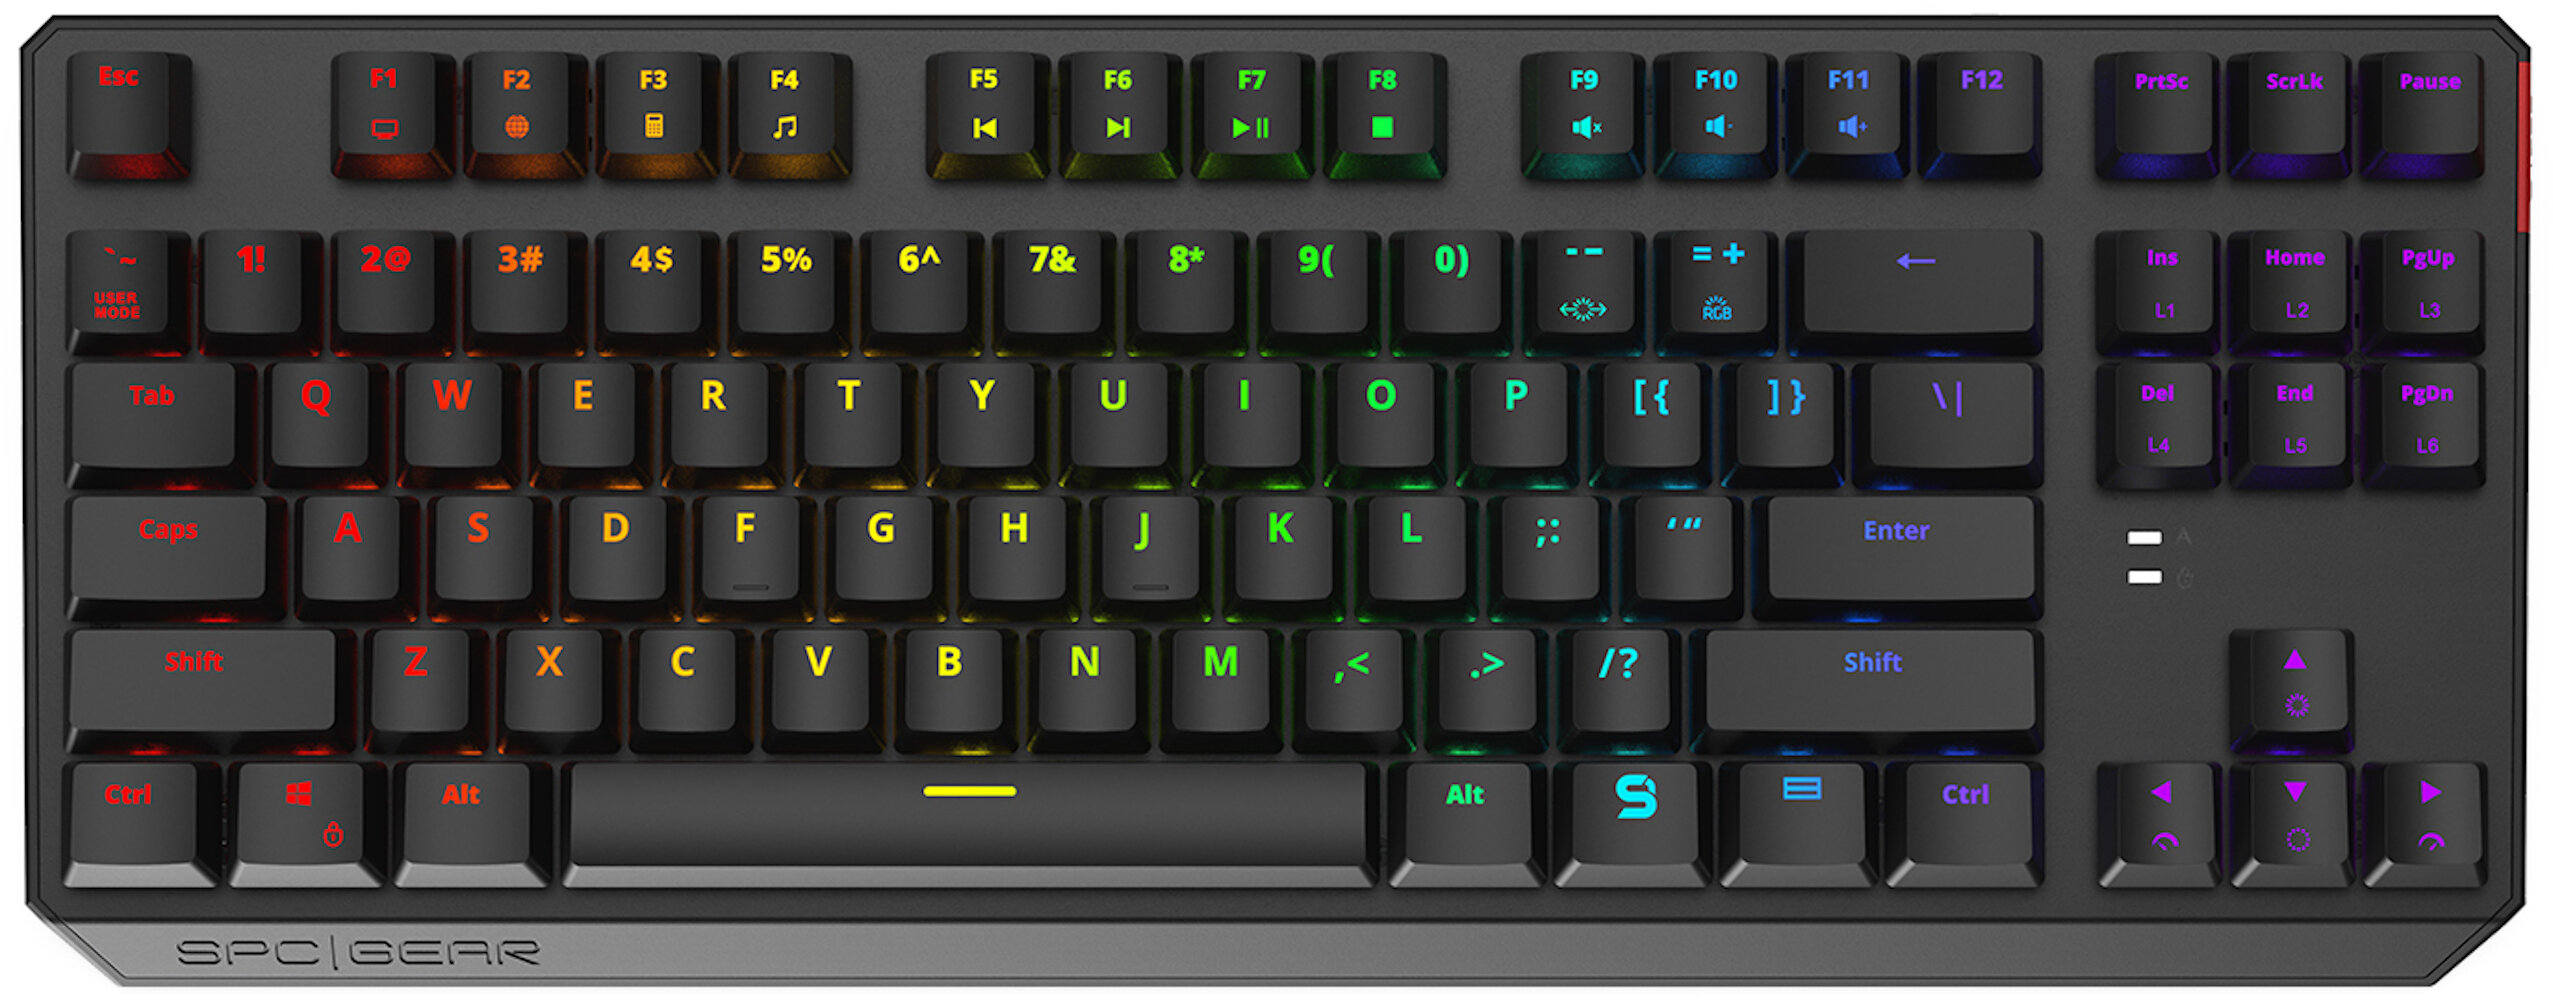 Esc F1 F2 F3 F4 F5 F6 F7 F8 F9 F10 F11 F12 PrtSc ScrLk Pause
`~ 1! 2@ 3# 4$ 5% 6^ 7& 8* 9( 0) -- =+ ← Ins Home PgUp
USER MODE RGB L1 L2 L3
Tab Q W E R T Y U I O P [{ ]} \| Del End PgDn
L4 L5 L6
Caps A S D F G H J K L ;: '" Enter
A
Shift Z X C V B N M ,< .> /? Shift
Ctrl Alt Alt S Ctrl
SPC|GEAR